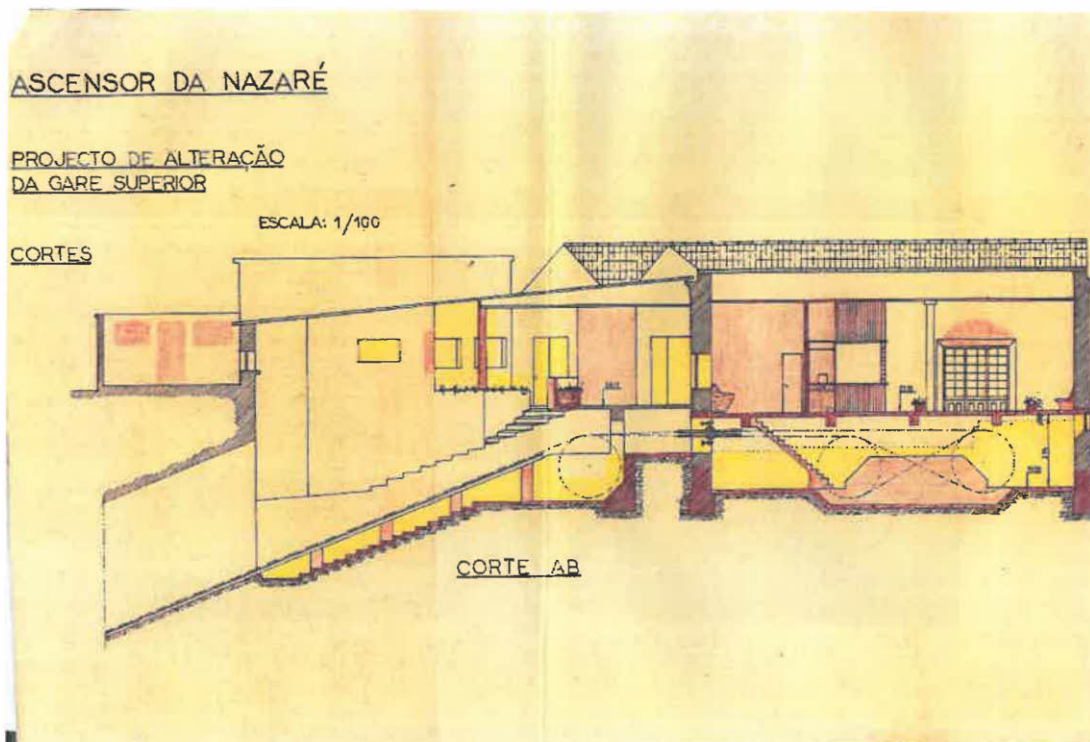 ASCENSOR DA NAZARÉ
PROJECTO DE ALTERAÇÃO
DA GARE SUPERIOR
ESCALA: 1/100
CORTES
CORTE AB